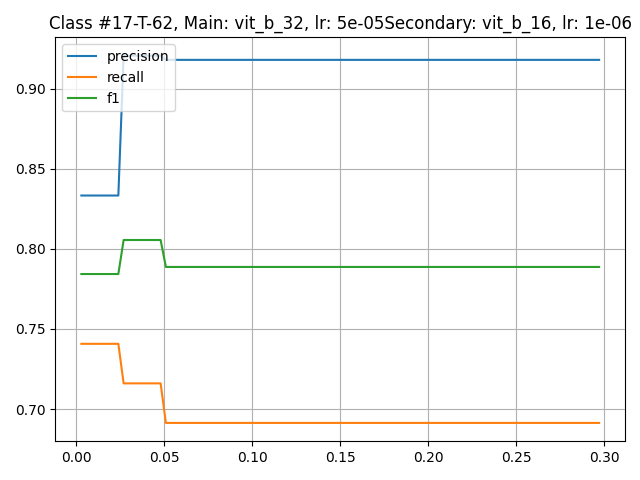 Class #17-T-62, Main: vit_b_32, lr: 5e-05Secondary: vit_b_16, lr: 1e-06
precision
recall
f1
0.90
0.85
0.80
0.75
0.70
0.00 0.05 0.10 0.15 0.20 0.25 0.30